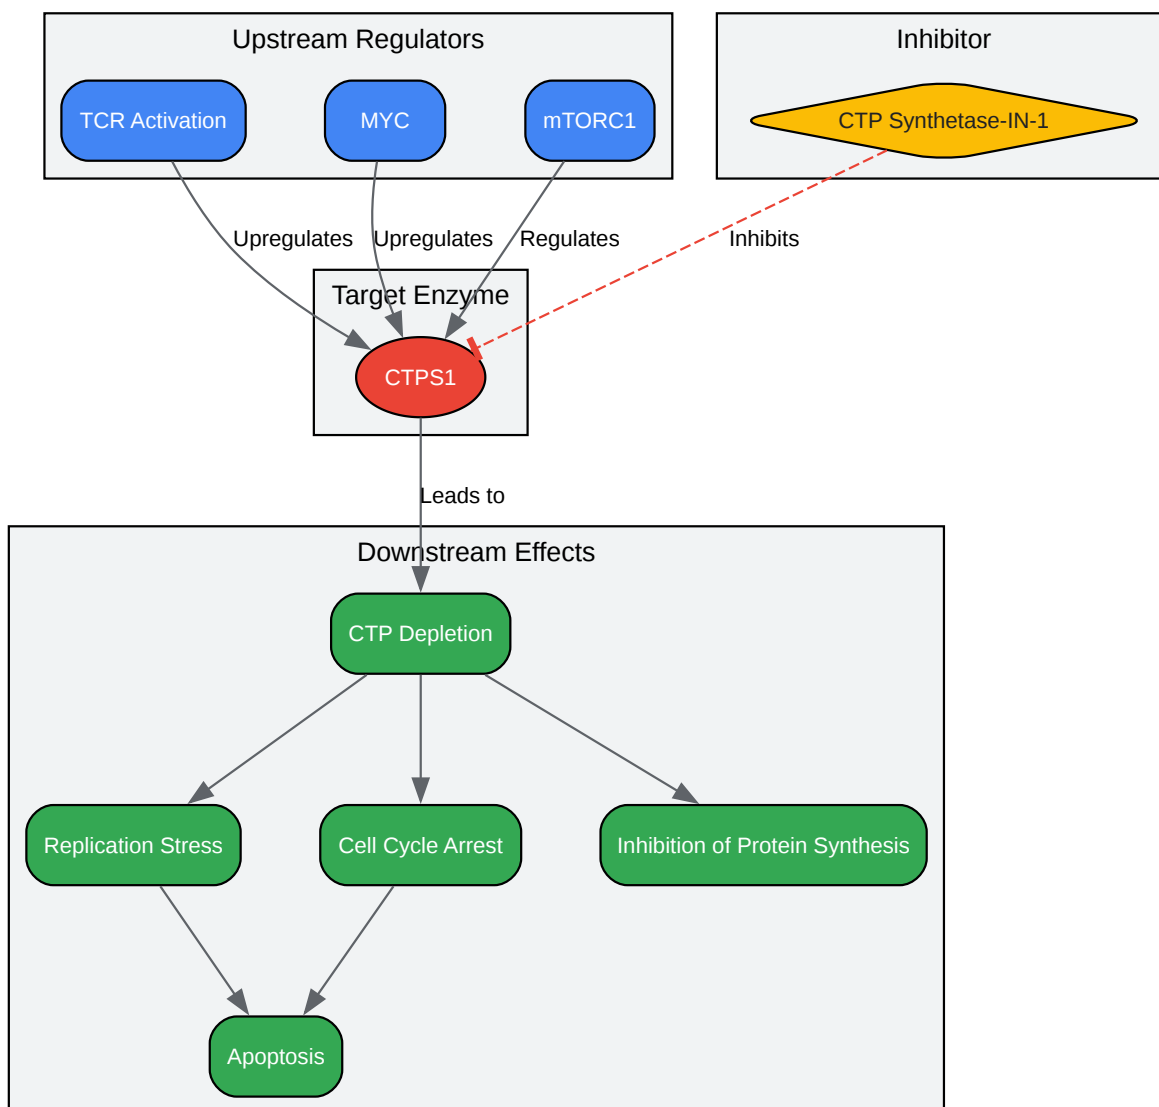 Upstream Regulators
Inhibitor
TCR Activation
MYC
mTORC1
CTP Synthetase-IN-1
Upregulates
Upregulates
Regulates
Inhibits
Target Enzyme
CTPS1
Leads to
Downstream Effects
CTP Depletion
Replication Stress
Cell Cycle Arrest
Inhibition of Protein Synthesis
Apoptosis